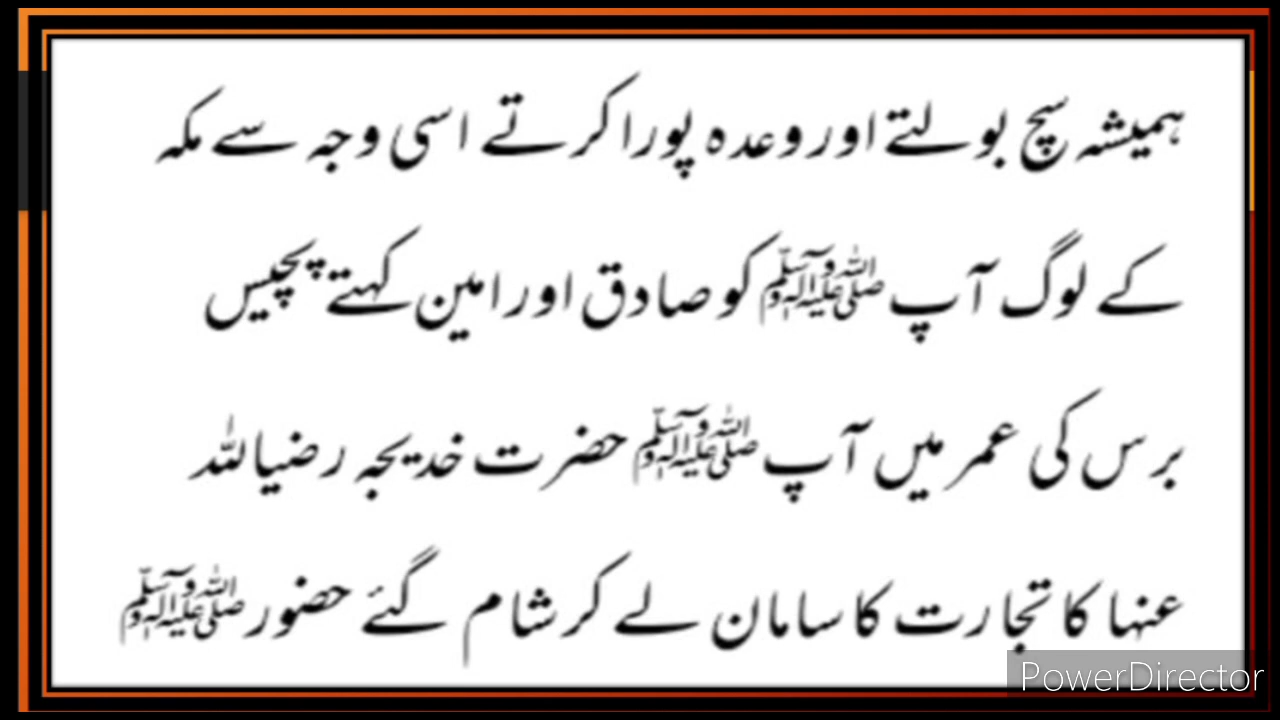 ہمیشہ سچ بولتے اور وعدہ پورا کرتے اسی وجہ سے مکہ
کے لوگ آپ ﷺ کو صادق اور امین کہتے پچیس
برس کی عمر میں آپ ﷺ حضرت خدیجہ رضیاللہ
عنہا کا تجارت کا سامان لے کر شام گئے حضور ﷺ
PowerDirector